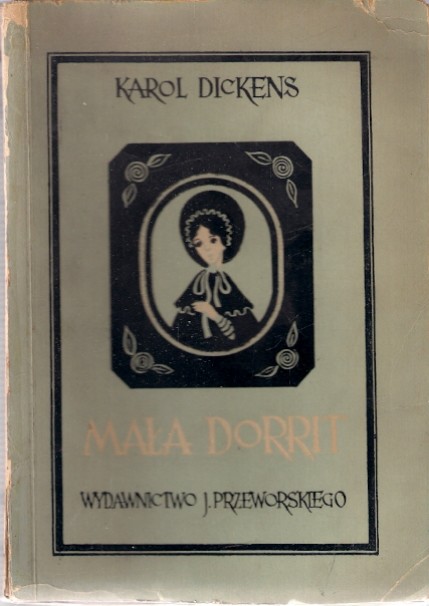 KAROL DICKENS
MAŁA DORRIT
WYDAWNICTWO J. PRZEWORSKIEGO